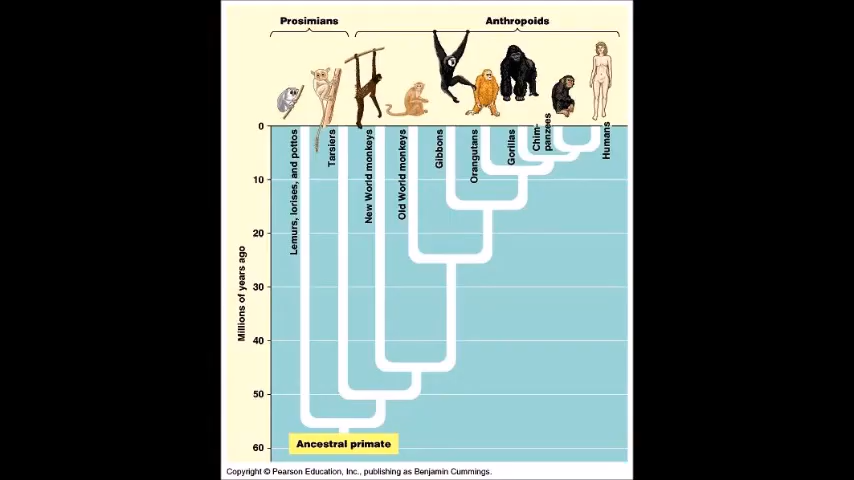 Prosimians
Anthropoids
0
10
20
30
40
50
60
Millions of years ago
Lemurs, lorises, and pottos
Tarsiers
New World monkeys
Old World monkeys
Gibbons
Orangutans
Gorillas
Chim-
panzees
Humans
Ancestral primate
Copyright © Pearson Education, Inc., publishing as Benjamin Cummings.